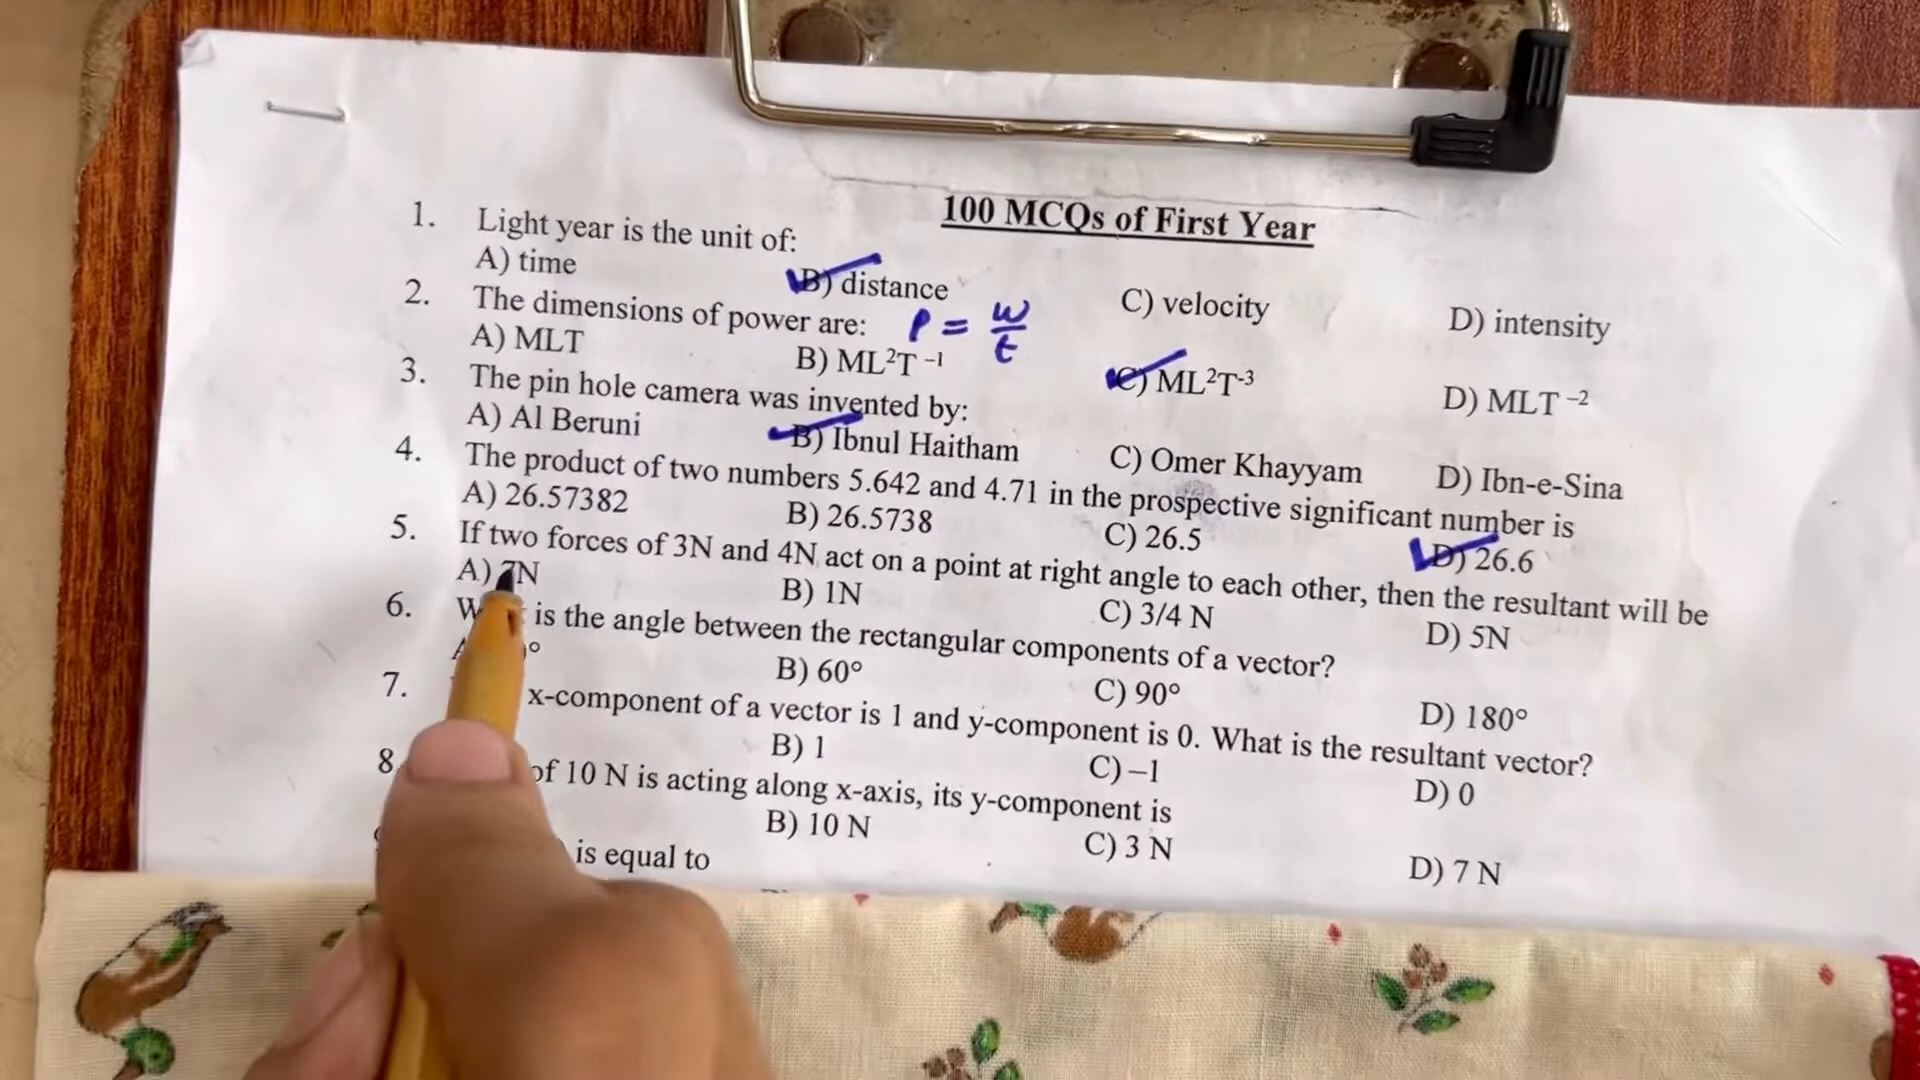 100 MCQs of First Year
1. Light year is the unit of:
A) time B) distance C) velocity D) intensity
2. The dimensions of power are: P = W/t
A) MLT B) ML²T⁻¹ C) ML²T⁻³ D) MLT⁻²
3. The pin hole camera was invented by:
A) Al Beruni B) Ibnul Haitham C) Omer Khayyam D) Ibn-e-Sina
4. The product of two numbers 5.642 and 4.71 in the prospective significant number is
A) 26.57382 B) 26.5738 C) 26.5 D) 26.6
5. If two forces of 3N and 4N act on a point at right angle to each other, then the resultant will be
A) 7N B) 1N C) 3/4 N D) 5N
6. is the angle between the rectangular components of a vector?
B) 60° C) 90° D) 180°
7. x-component of a vector is 1 and y-component is 0. What is the resultant vector?
B) 1 C) –1 D) 0
8. of 10 N is acting along x-axis, its y-component is
B) 10 N C) 3 N D) 7 N
is equal to